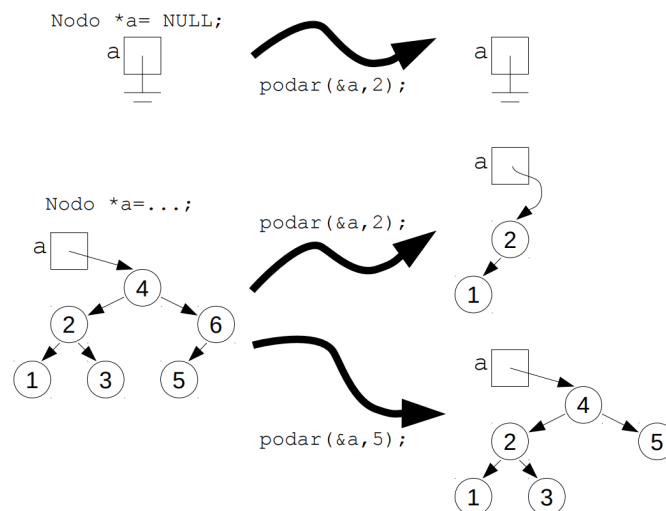 Nodo *a= NULL;
a
podar(&a,2);
a
Nodo *a=...;
a
4
2
6
1
3
5
podar(&a,2);
a
2
1
podar(&a,5);
a
4
2
5
1
3